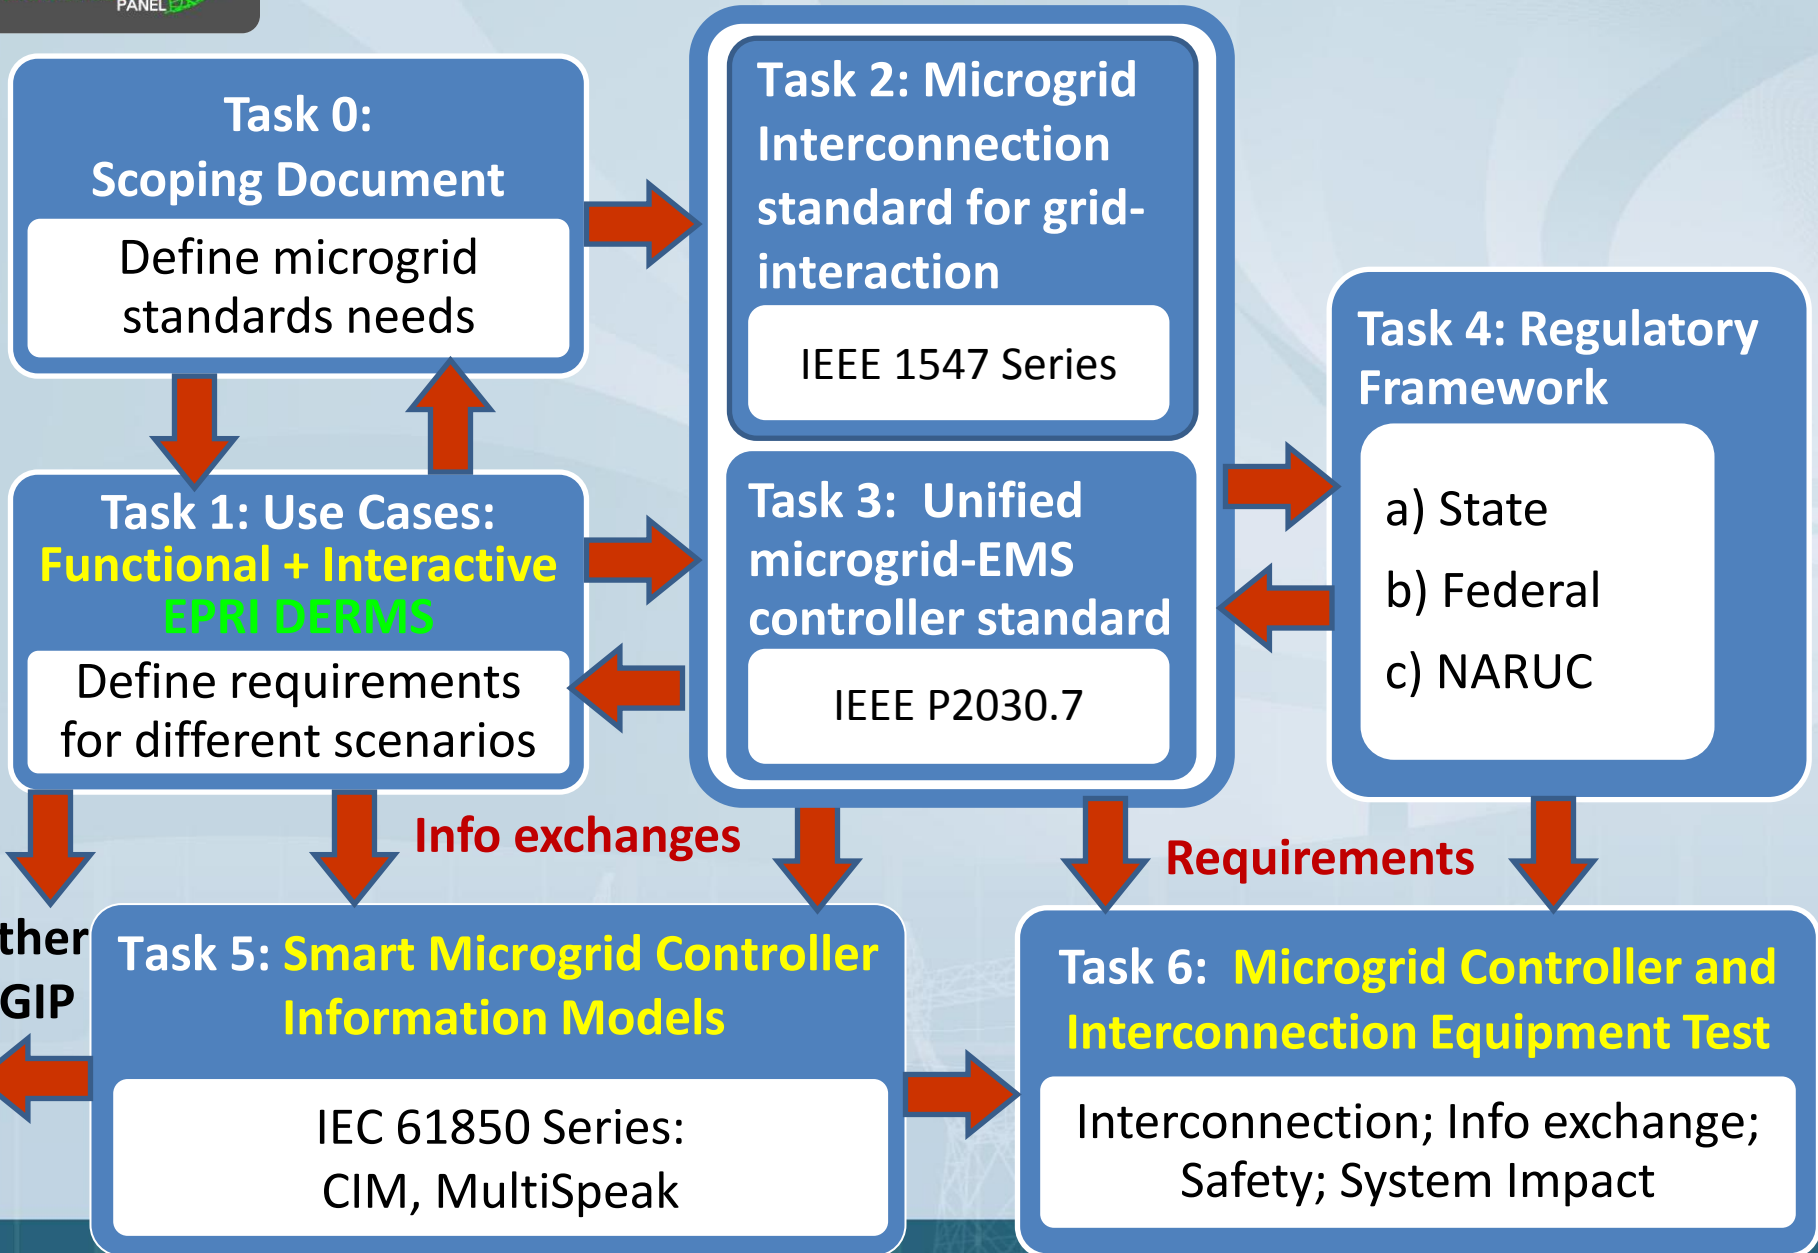 PANEL
Task 0:
Scoping Document
Define microgrid
standards needs
Task 1: Use Cases:
Functional + Interactive
EPRI DERMS
Define requirements
for different scenarios
Task 2: Microgrid
Interconnection
standard for grid-
interaction
IEEE 1547 Series
Task 3:  Unified
microgrid-EMS
controller standard
IEEE P2030.7
Task 4: Regulatory
Framework
a) State
b) Federal
c) NARUC
Info exchanges
Requirements
ther
GIP
Task 5: Smart Microgrid Controller
Information Models
IEC 61850 Series:
CIM, MultiSpeak
Task 6:  Microgrid Controller and
Interconnection Equipment Test
Interconnection; Info exchange;
Safety; System Impact